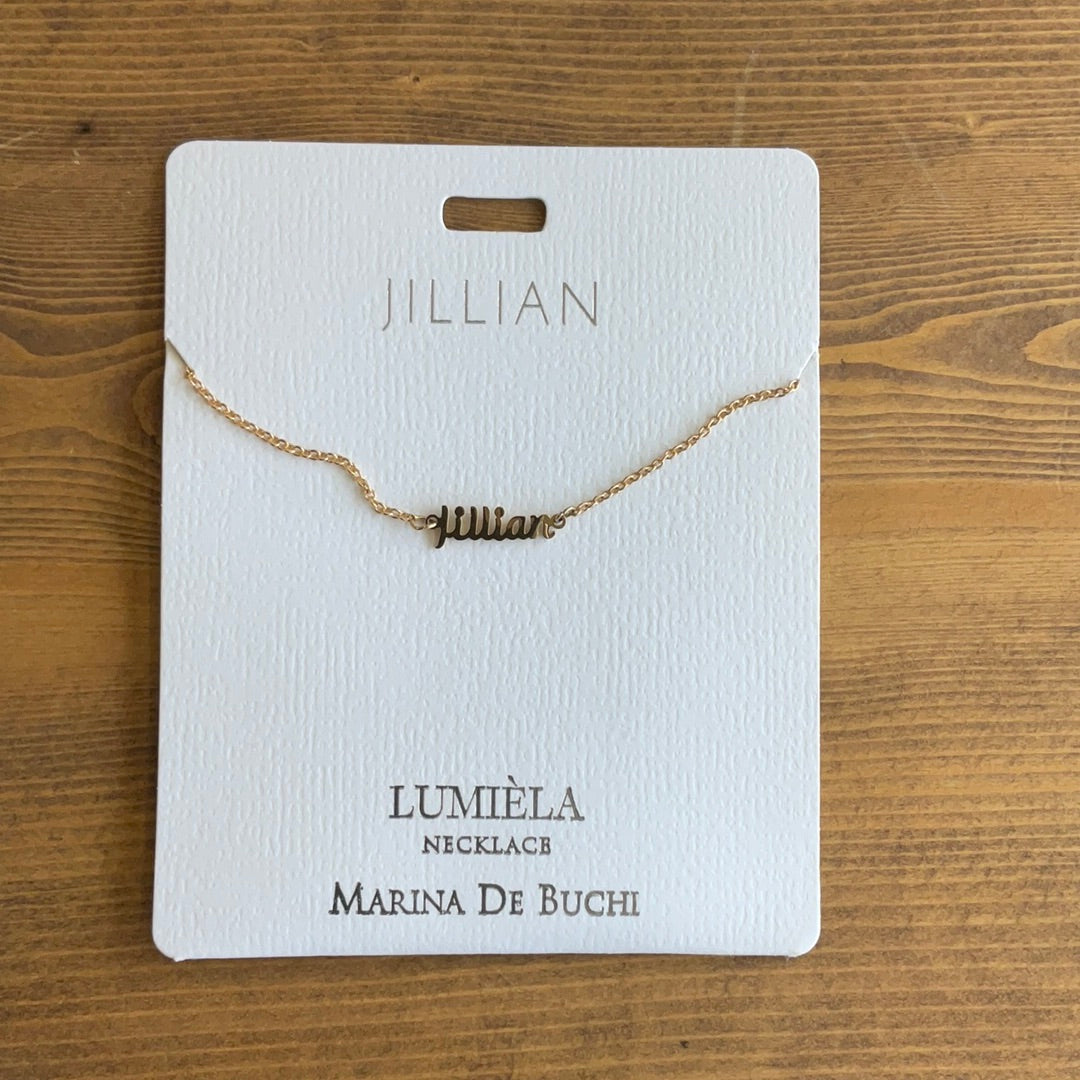 JILLIAN
Jillian
LUMIÈLA
NECKLACE
MARINA DE BUCHI